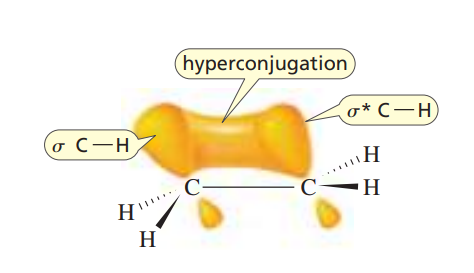 hyperconjugation
σ* C—H
σ C—H
H
C C H
H
H